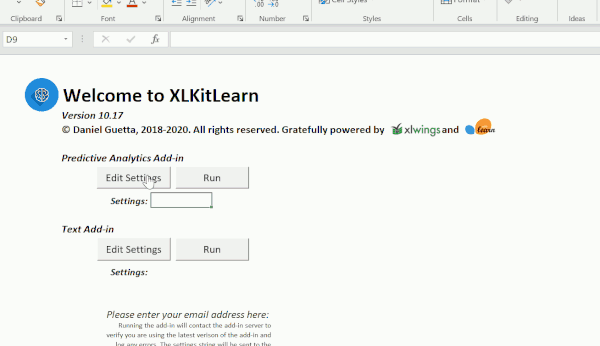 Cell Styles
Format
Clipboard
Font
Alignment
Number
Styles
Cells
Editing
Ideas
D9
fx
Welcome to XLKitLearn
Version 10.17
© Daniel Guetta, 2018-2020. All rights reserved. Gratefully powered by xlwings and learn
Predictive Analytics Add-in
Edit Settings Run
Settings:
Text Add-in
Edit Settings Run
Settings:
Please enter your email address here:
Running the add-in will contact the add-in server to
verify you are using the latest verison of the add-in and
log any errors. The settings string will be sent to the